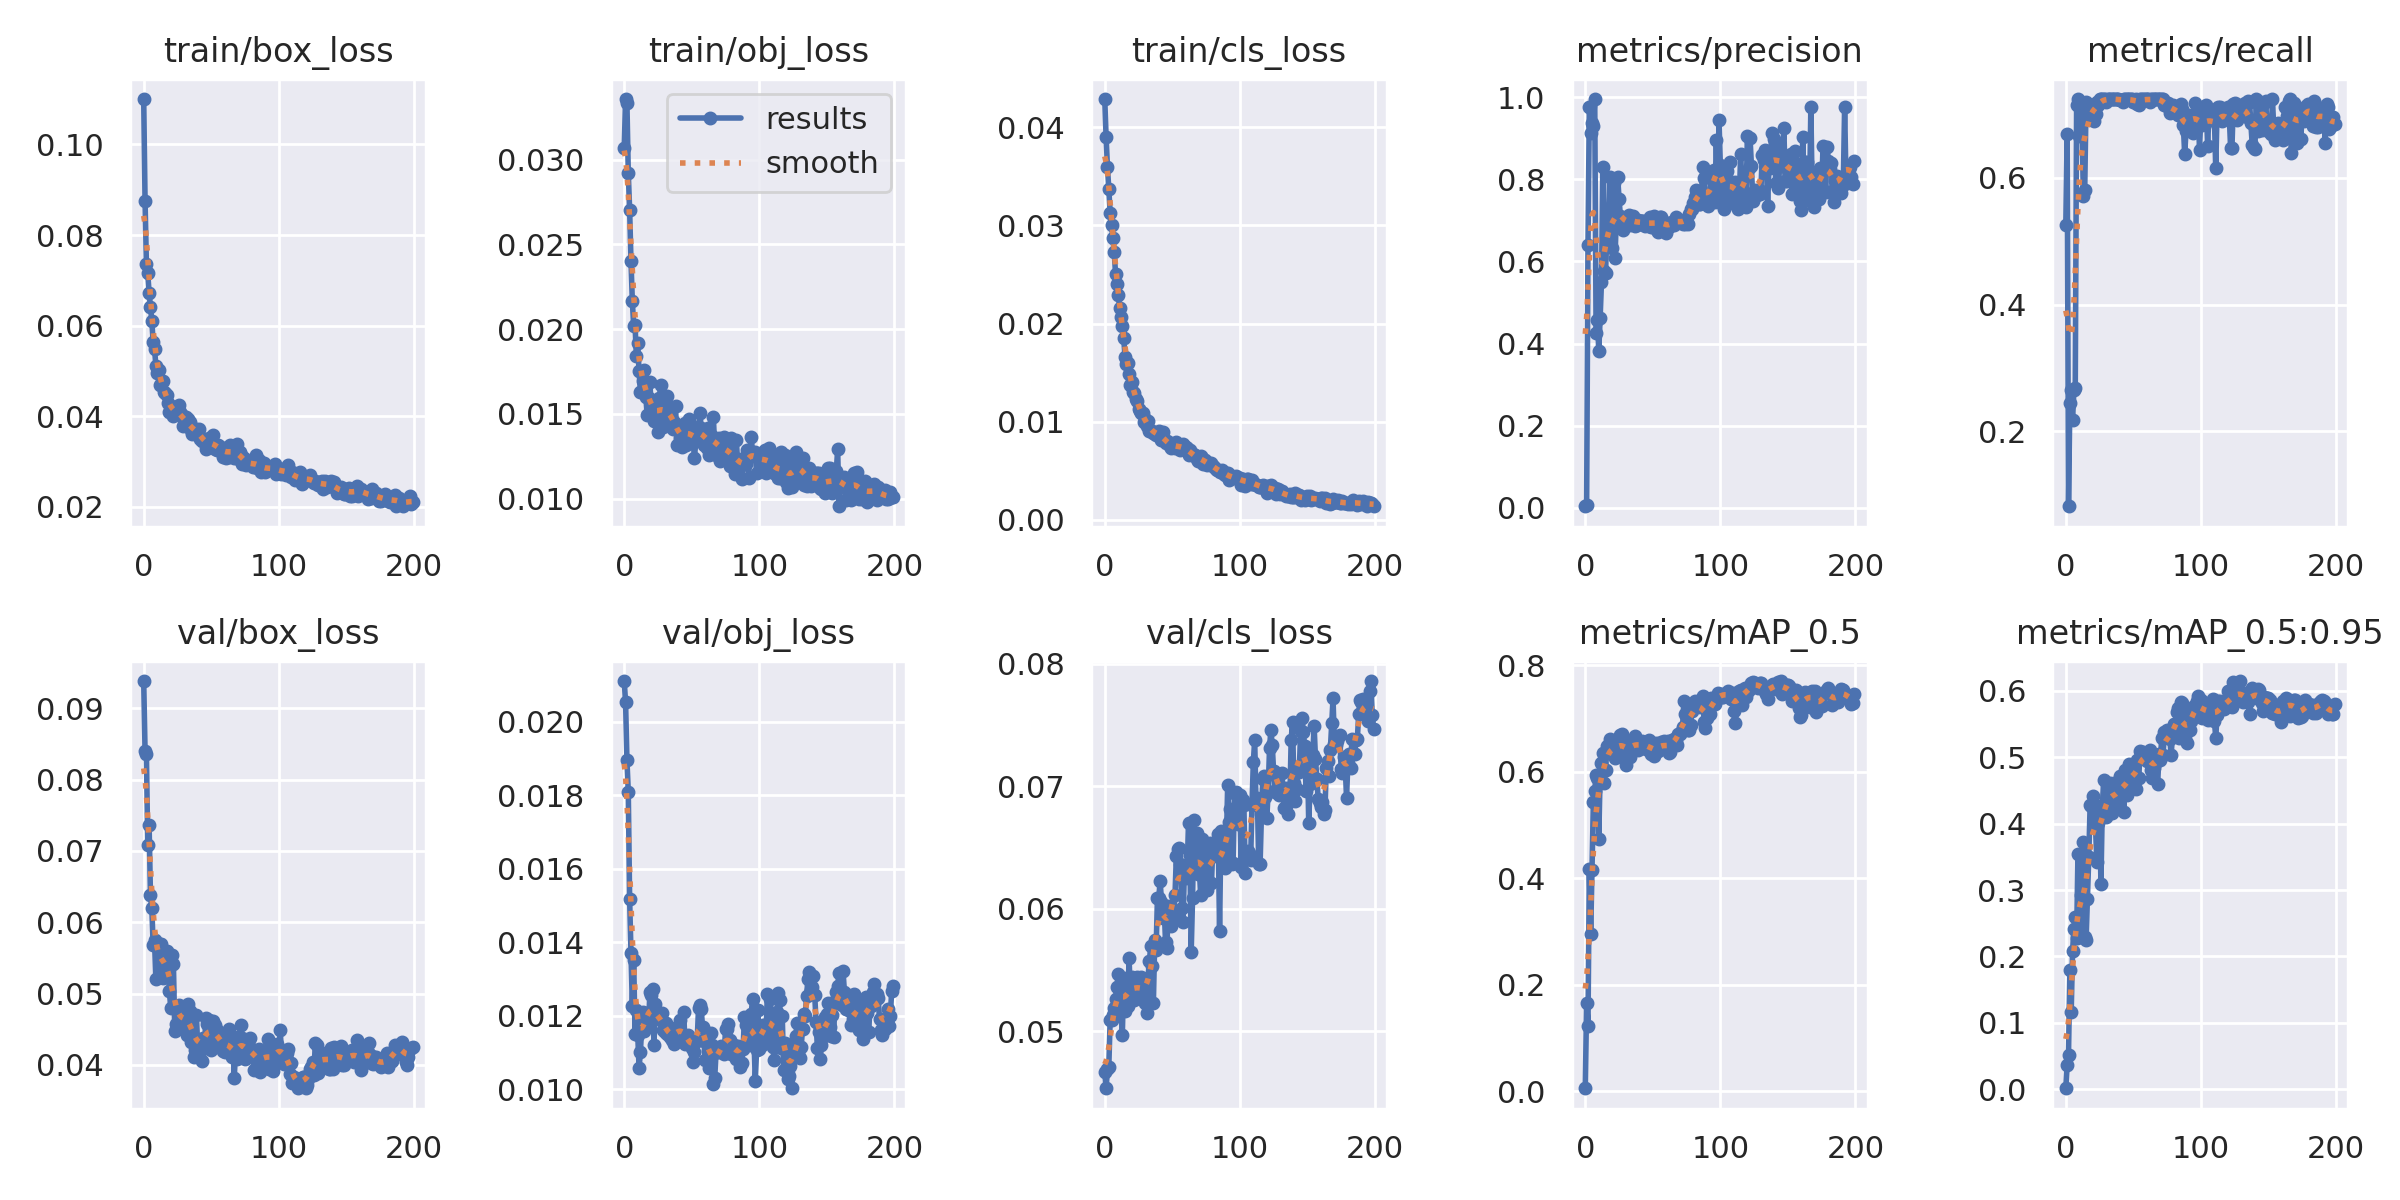 train/box_loss
0.10
0.08
0.06
0.04
0.02
0 100 200
train/obj_loss
results
smooth
0.030
0.025
0.020
0.015
0.010
0 100 200
train/cls_loss
0.04
0.03
0.02
0.01
0.00
0 100 200
metrics/precision
1.0
0.8
0.6
0.4
0.2
0.0
0 100 200
metrics/recall
0.6
0.4
0.2
0 100 200
val/box_loss
0.09
0.08
0.07
0.06
0.05
0.04
0 100 200
val/obj_loss
0.020
0.018
0.016
0.014
0.012
0.010
0 100 200
val/cls_loss
0.08
0.07
0.06
0.05
0 100 200
metrics/mAP_0.5
0.8
0.6
0.4
0.2
0.0
0 100 200
metrics/mAP_0.5:0.95
0.6
0.5
0.4
0.3
0.2
0.1
0.0
0 100 200